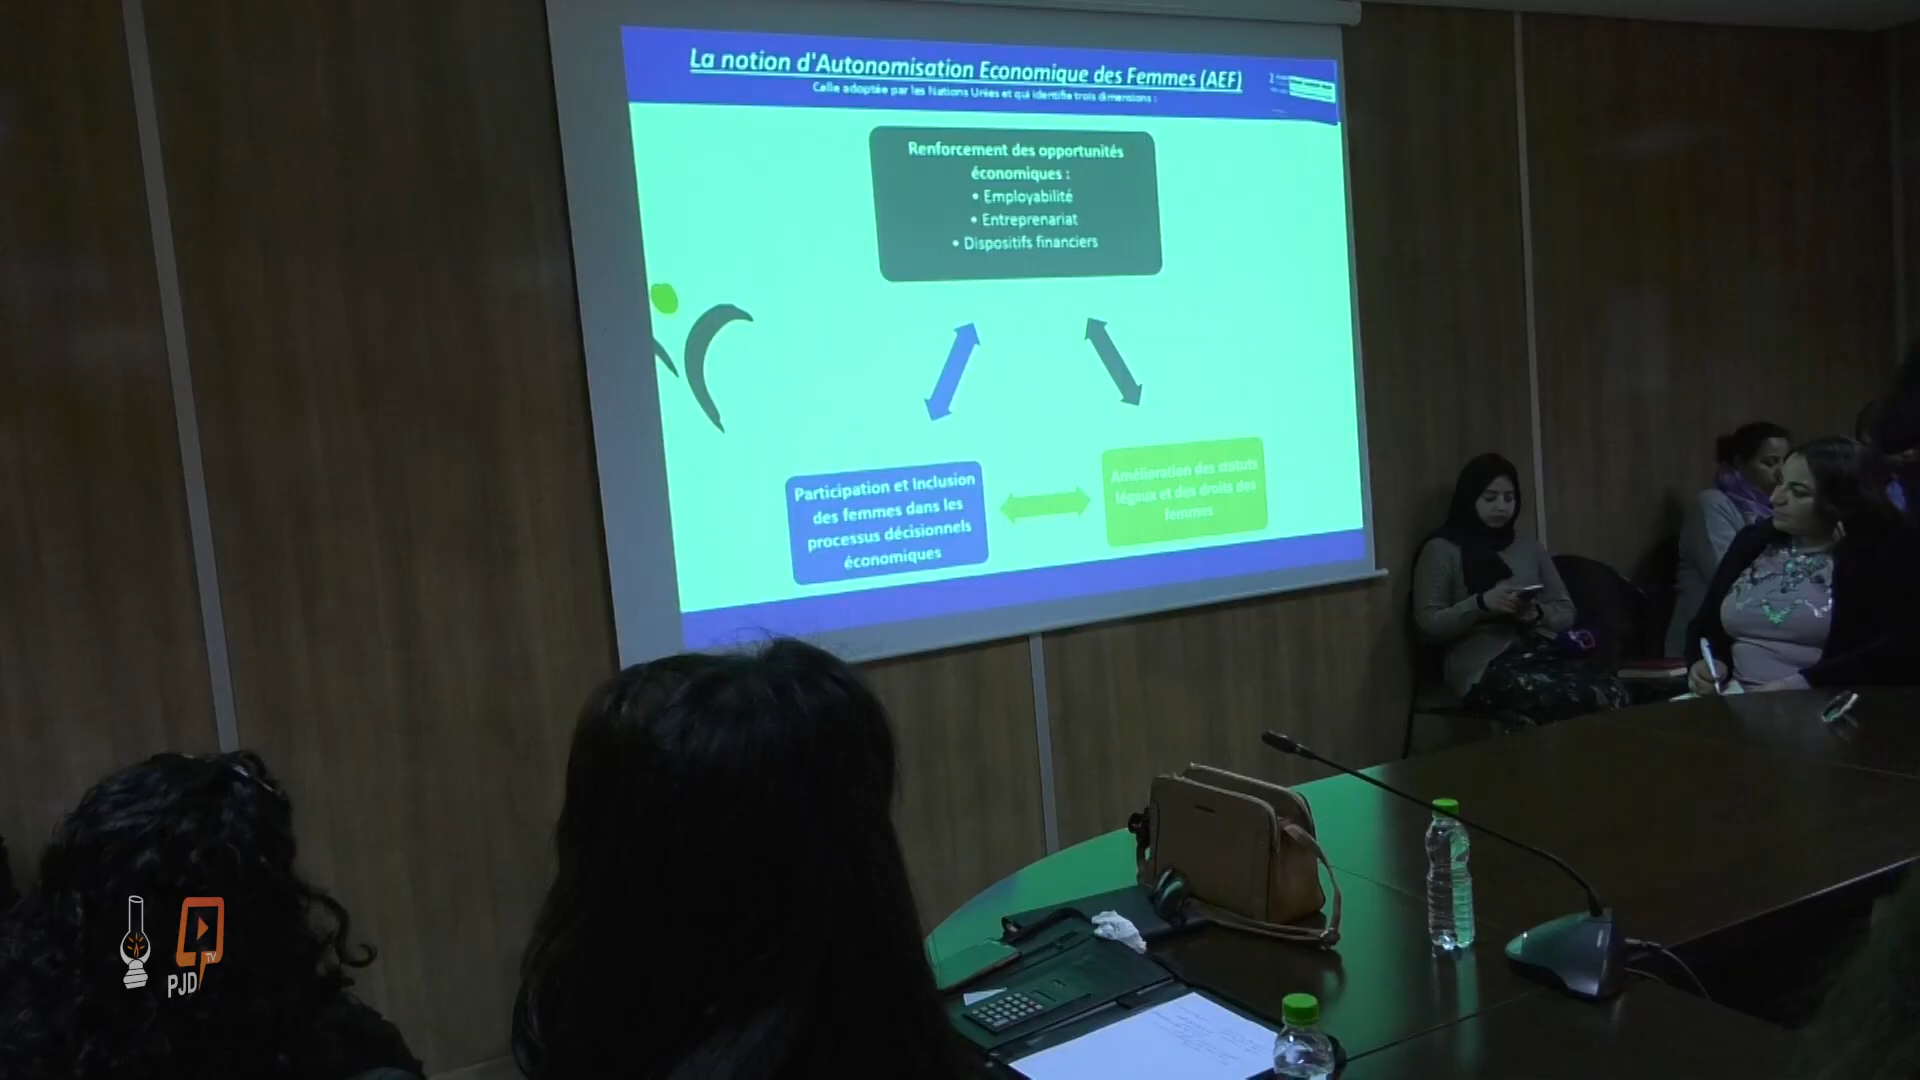 La notion d'Autonomisation Economique des Femmes (AEF)
Celle adoptée par les Nations Unies et qui identifie trois dimensions :
Renforcement des opportunités
économiques :
• Employabilité
• Entreprenariat
• Dispositifs financiers
Participation et Inclusion
des femmes dans les
processus décisionnels
économiques
Amélioration des statuts
légaux et des droits des
femmes
TV
PJD